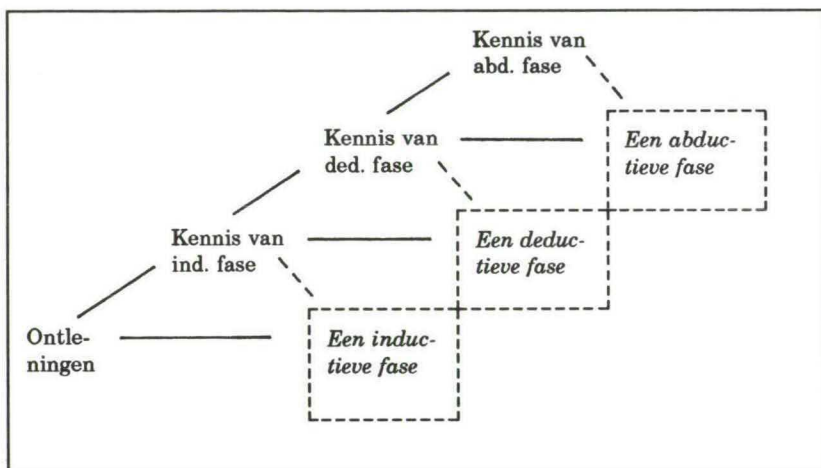 Kennis van
abd. fase
Kennis van
ded. fase
Een abduc-
tieve fase
Kennis van
ind. fase
Een deduc-
tieve fase
Ontle-
ningen
Een induc-
tieve fase